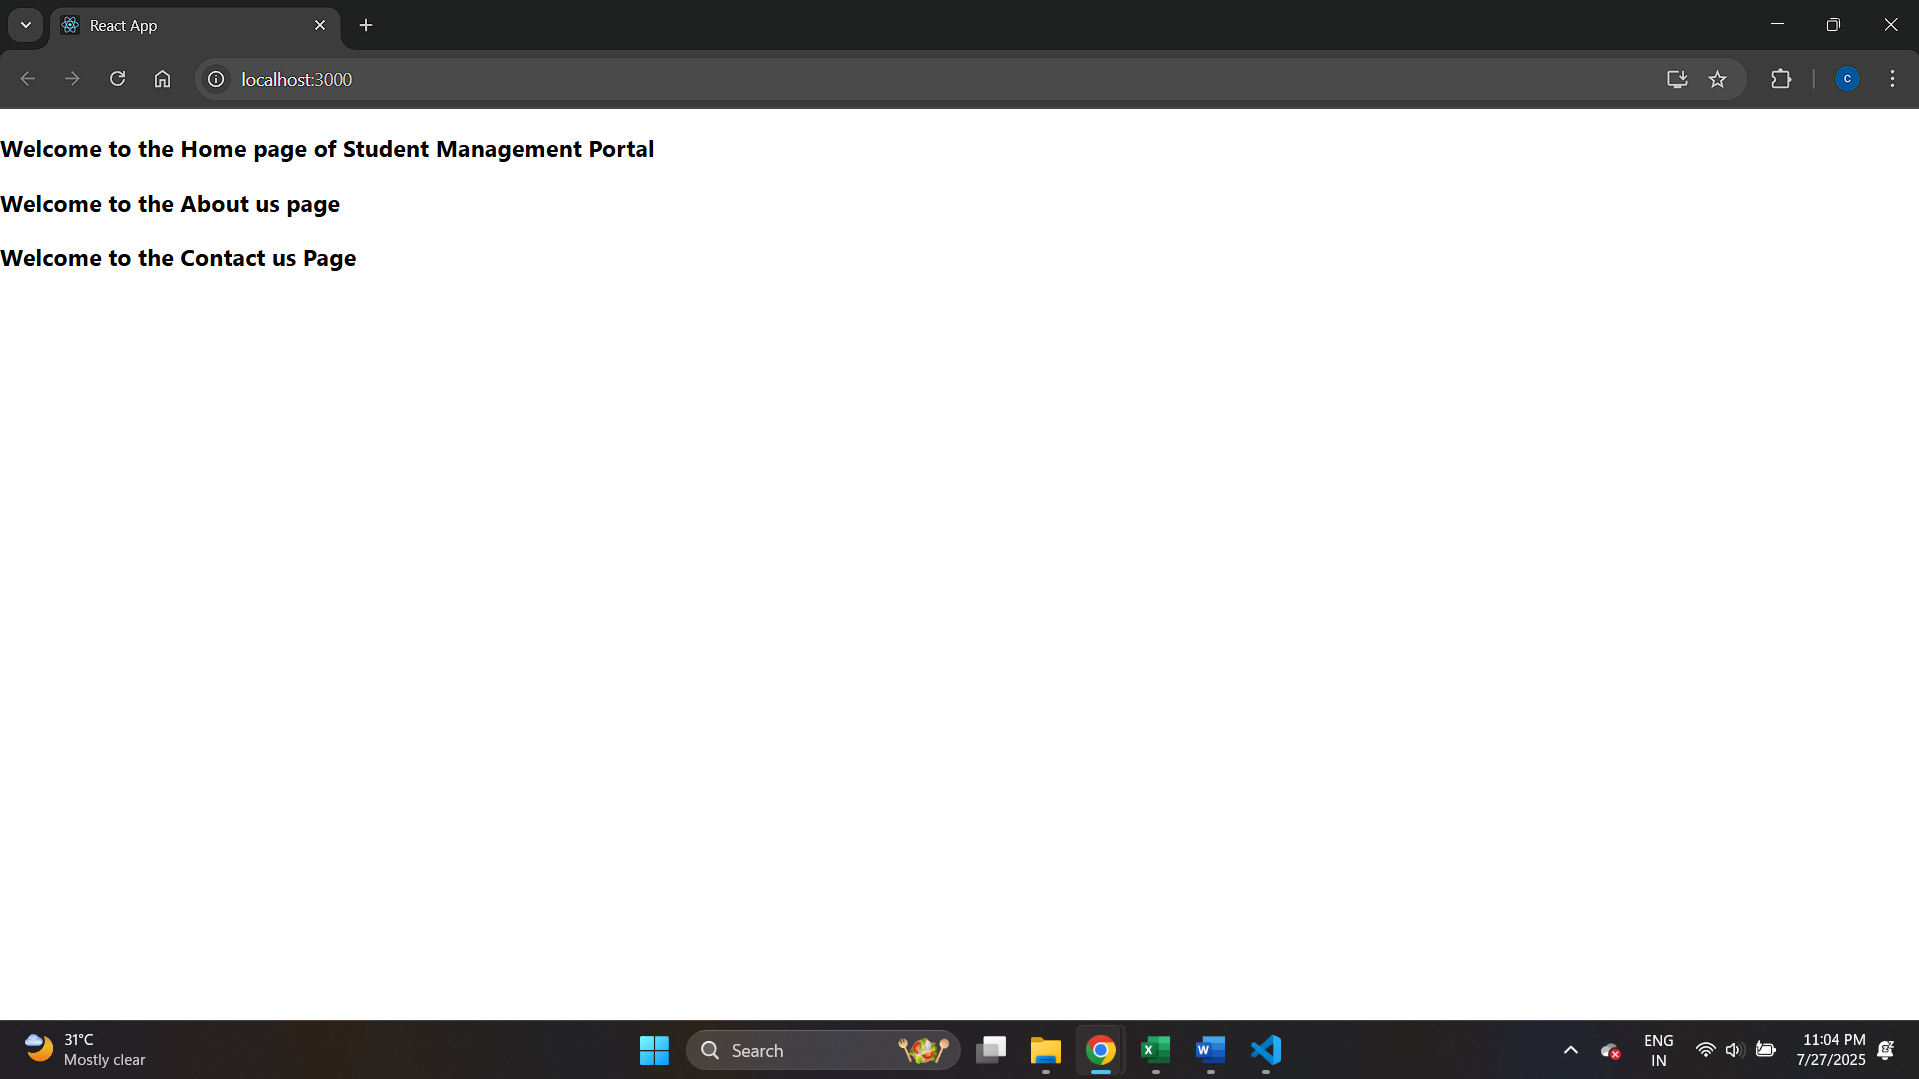 React App
localhost:3000
C
Welcome to the Home page of Student Management Portal
Welcome to the About us page
Welcome to the Contact us Page
31°C
Mostly clear
Search
ENG
IN
11:04 PM
7/27/2025